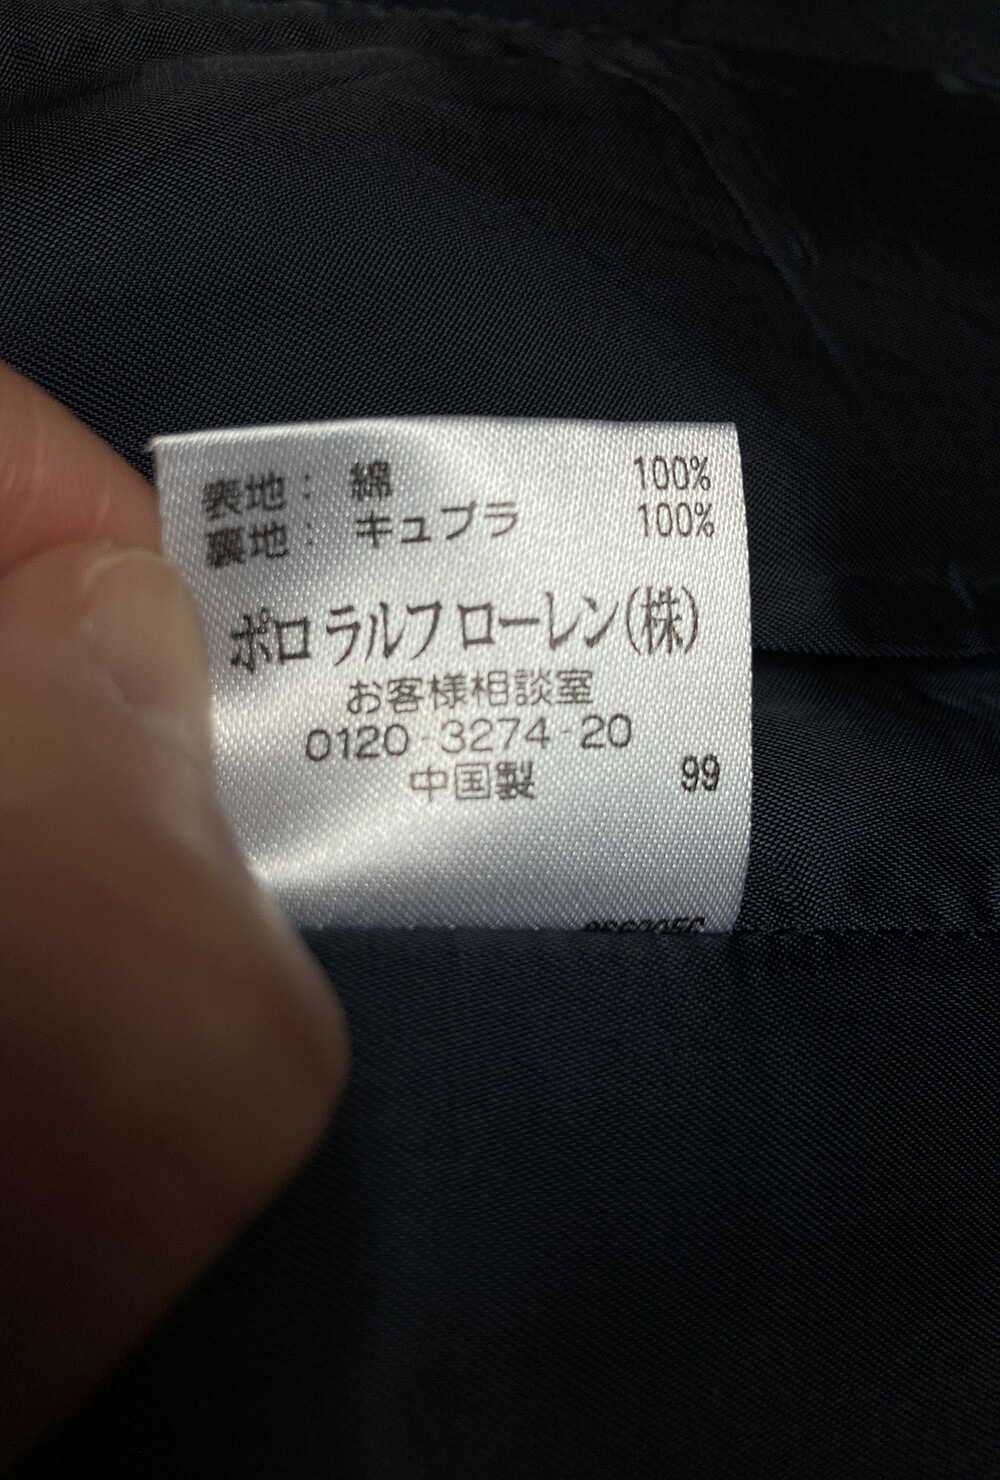 表地: 綿 100%
裏地: キュプラ 100%
ポロ ラルフ ローレン(株)
お客様相談室
0120-3274-20
中国製 99